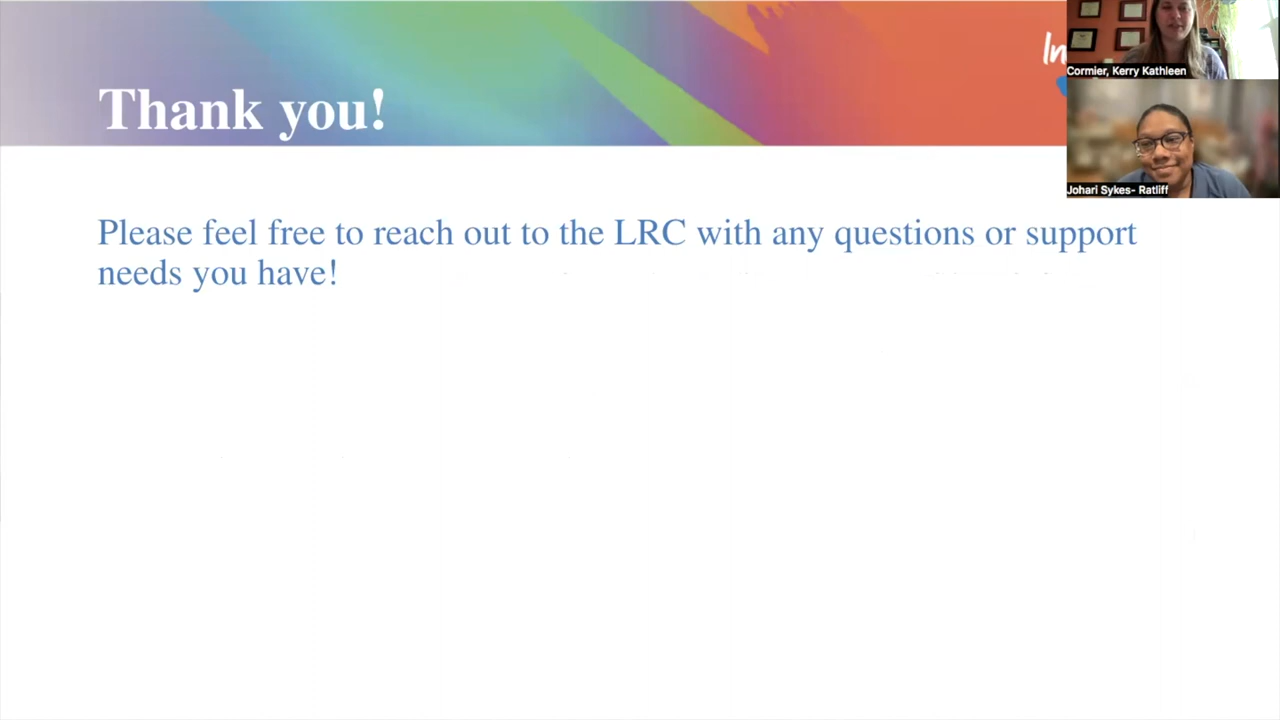 Thank you!
In
Cormier, Kerry Kathleen
Johari Sykes- Ratliff
Please feel free to reach out to the LRC with any questions or support
needs you have!